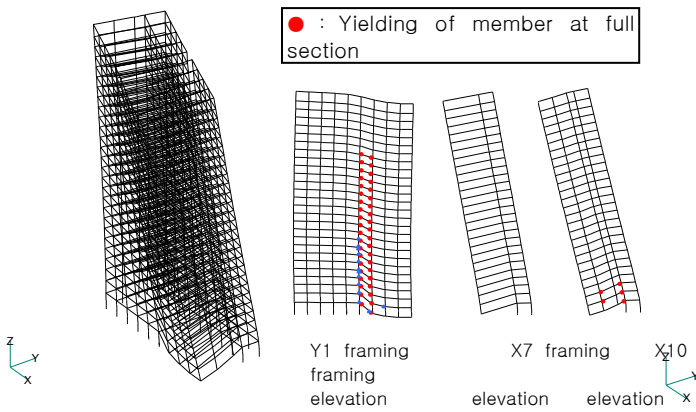 : Yielding of member at full
section
Y1 framing X7 framing X10
framing
elevation elevation elevation
Z
Y
X
Z
Y
X